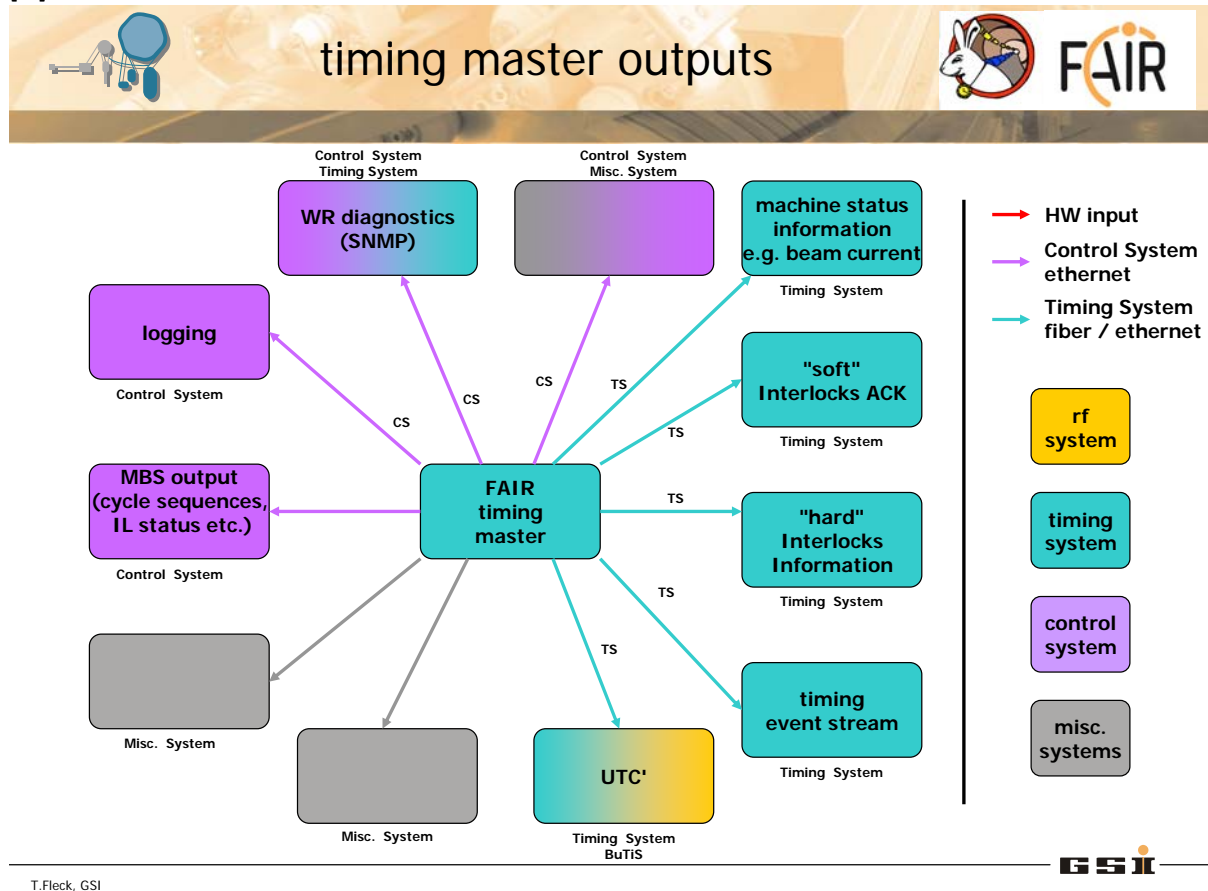 timing master outputs
FAIR
Control System
Timing System
WR diagnostics
(SNMP)
Control System
Misc. System
machine status
information
e.g. beam current
Timing System
HW input
Control System
ethernet
Timing System
fiber / ethernet
logging
Control System
"soft"
Interlocks ACK
Timing System
CS
CS
CS
TS
TS
MBS output
(cycle sequences,
IL status etc.)
Control System
FAIR
timing
master
TS
"hard"
Interlocks
Information
Timing System
TS
TS
timing
event stream
Timing System
Misc. System
Misc. System
UTC'
Timing System
BuTiS
rf
system
timing
system
control
system
misc.
systems
GSI
T.Fleck, GSI